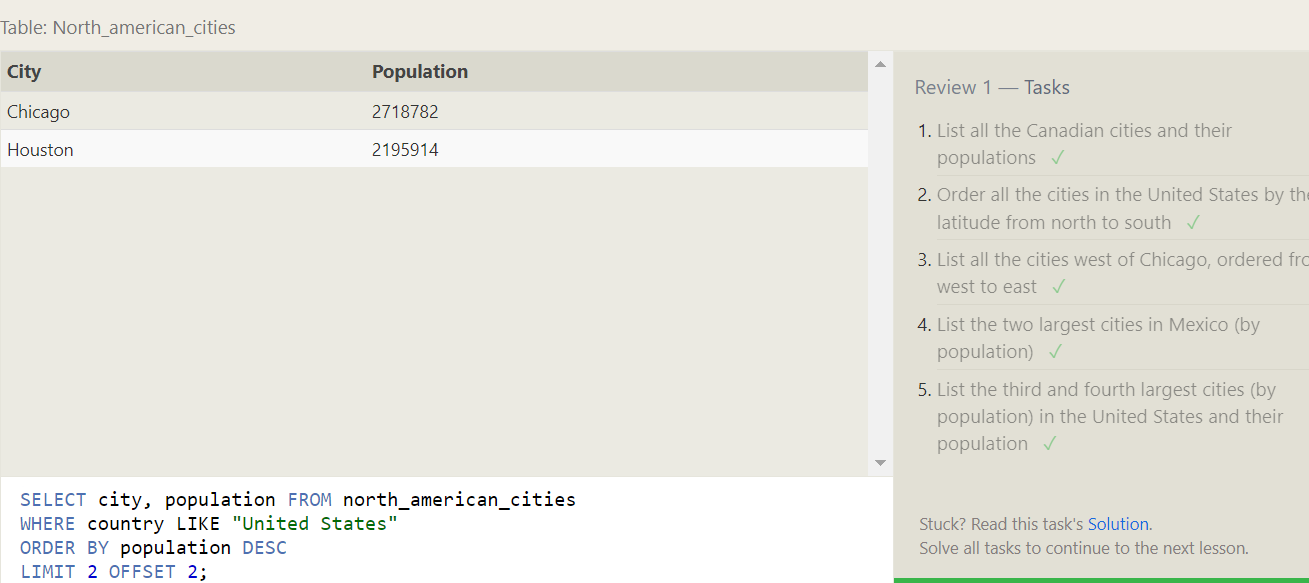 Table: North_american_cities
City Population
Chicago 2718782
Houston 2195914
SELECT city, population FROM north_american_cities
WHERE country LIKE "United States"
ORDER BY population DESC
LIMIT 2 OFFSET 2;
Review 1 — Tasks
1. List all the Canadian cities and their
populations ✓
2. Order all the cities in the United States by
latitude from north to south ✓
3. List all the cities west of Chicago, ordered
west to east ✓
4. List the two largest cities in Mexico (by
population) ✓
5. List the third and fourth largest cities (by
population) in the United States and their
population ✓
Stuck? Read this task's Solution.
Solve all tasks to continue to the next lesson.